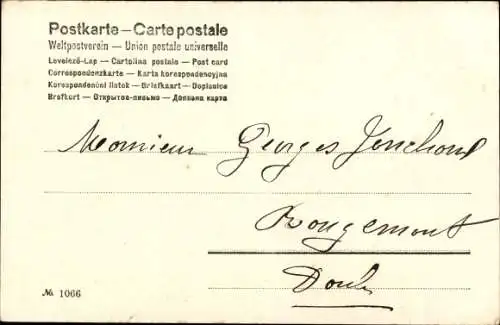 Postkarte — Carte postale
Weltpostverein — Union postale universelle
Levelező-Lap — Cartolina postale — Post card
Correspondenzkarte — Karta korespondencyjna
Korespondenční lístek — Briefkaart — Dopisnice
Brefkort — Открытое письмо — Дописна карта
Monsieur Georges
Rougemont
Doubs
№ 1066